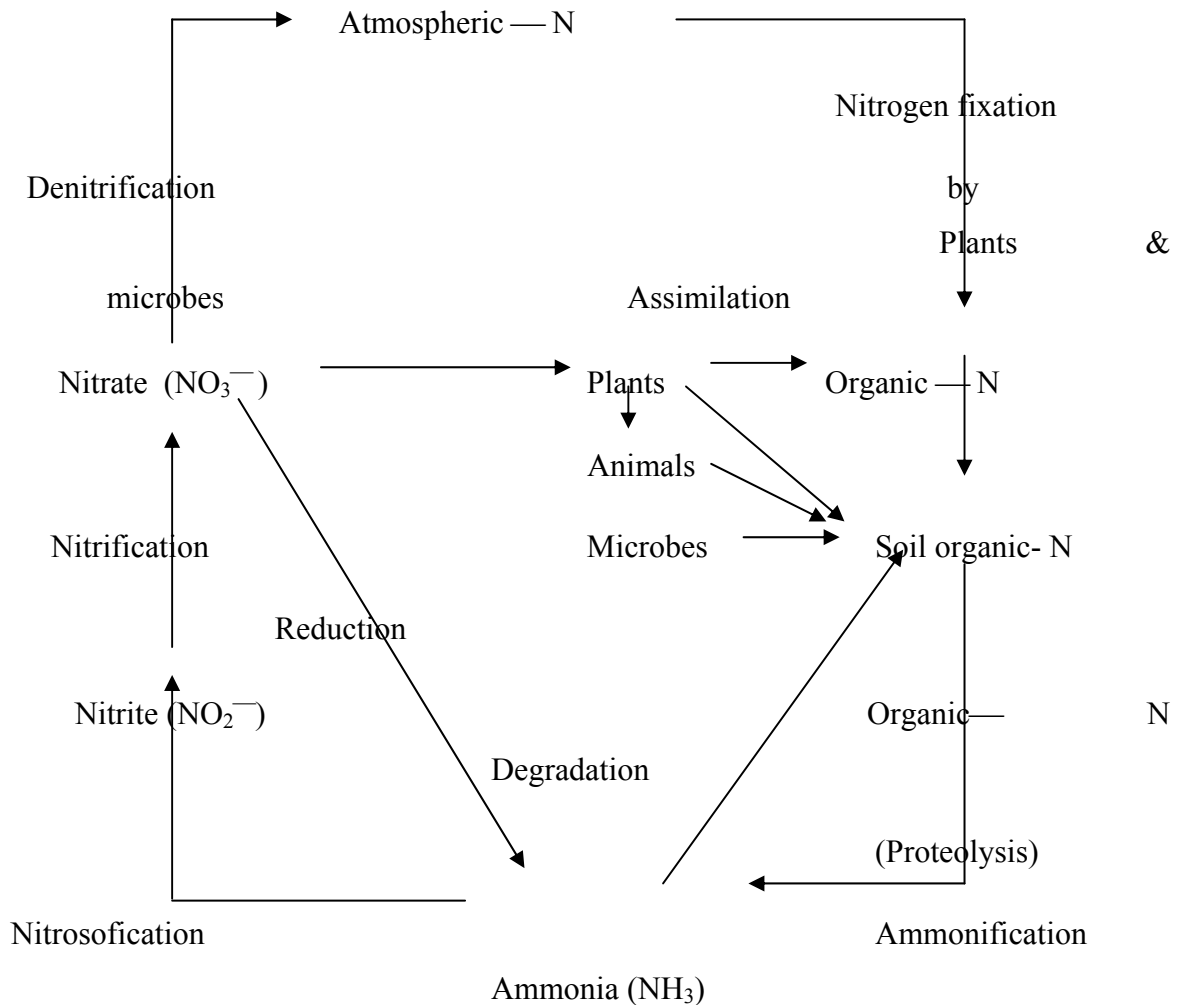 Atmospheric — N
Nitrogen fixation
Denitrification by
Plants &
microbes Assimilation
Nitrate (NO₃⁻) Plants Organic — N
Animals
Nitrification Microbes Soil organic- N
Reduction
Nitrite (NO₂⁻) Organic— N
Degradation
(Proteolysis)
Nitrosofication Ammonification
Ammonia (NH₃)